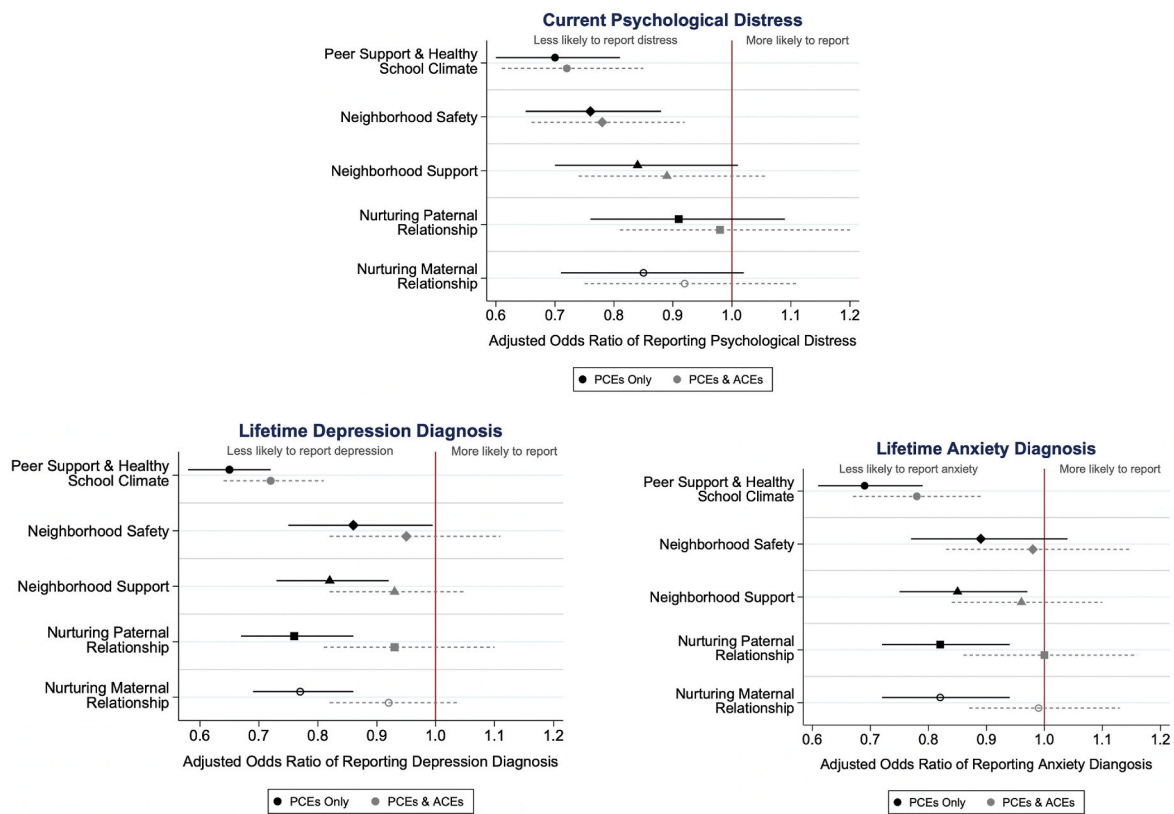 Current Psychological Distress
Less likely to report distress
More likely to report
Peer Support & Healthy
School Climate
Neighborhood Safety
Neighborhood Support
Nurturing Paternal
Relationship
Nurturing Maternal
Relationship
0.6 0.7 0.8 0.9 1.0 1.1 1.2
Adjusted Odds Ratio of Reporting Psychological Distress
PCEs Only PCEs & ACEs
Lifetime Depression Diagnosis
Less likely to report depression
More likely to report
Peer Support & Healthy
School Climate
Neighborhood Safety
Neighborhood Support
Nurturing Paternal
Relationship
Nurturing Maternal
Relationship
0.6 0.7 0.8 0.9 1.0 1.1 1.2
Adjusted Odds Ratio of Reporting Depression Diagnosis
PCEs Only PCEs & ACEs
Lifetime Anxiety Diagnosis
Less likely to report anxiety
More likely to report
Peer Support & Healthy
School Climate
Neighborhood Safety
Neighborhood Support
Nurturing Paternal
Relationship
Nurturing Maternal
Relationship
0.6 0.7 0.8 0.9 1.0 1.1 1.2
Adjusted Odds Ratio of Reporting Anxiety Diangosis
PCEs Only PCEs & ACEs